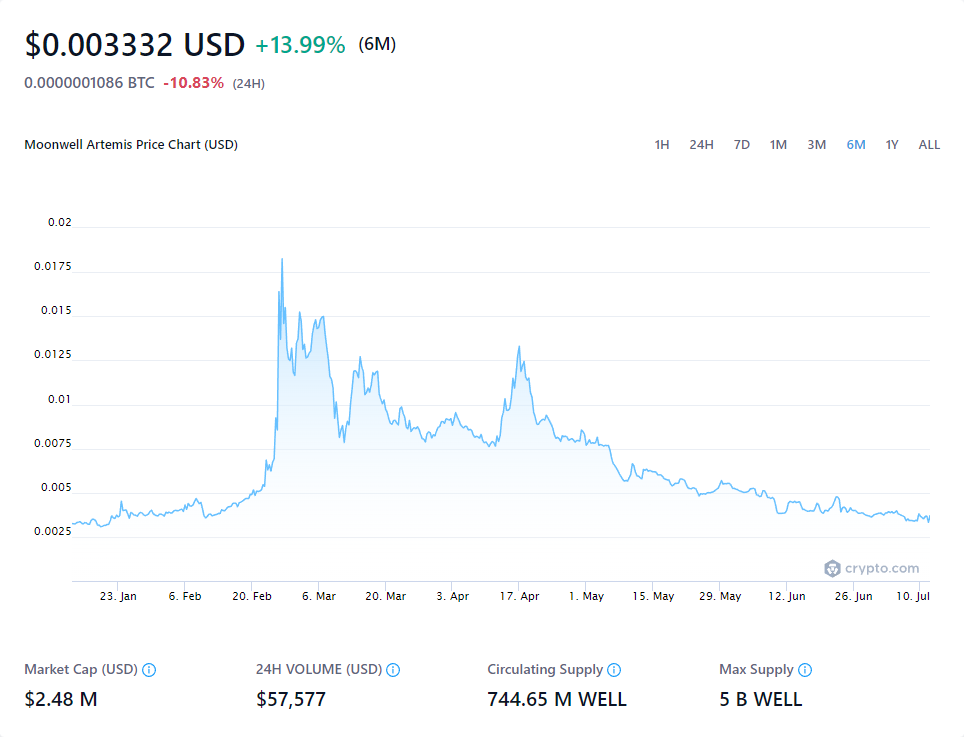 $0.003332 USD +13.99% (6M)
0.0000001086 BTC -10.83% (24H)
Moonwell Artemis Price Chart (USD) 1H 24H 7D 1M 3M 6M 1Y ALL
0.02
0.0175
0.015
0.0125
0.01
0.0075
0.005
0.0025
crypto.com
23. Jan 6. Feb 20. Feb 6. Mar 20. Mar 3. Apr 17. Apr 1. May 15. May 29. May 12. Jun 26. Jun 10. Jul
Market Cap (USD) 24H VOLUME (USD) Circulating Supply Max Supply
$2.48 M $57,577 744.65 M WELL 5 B WELL